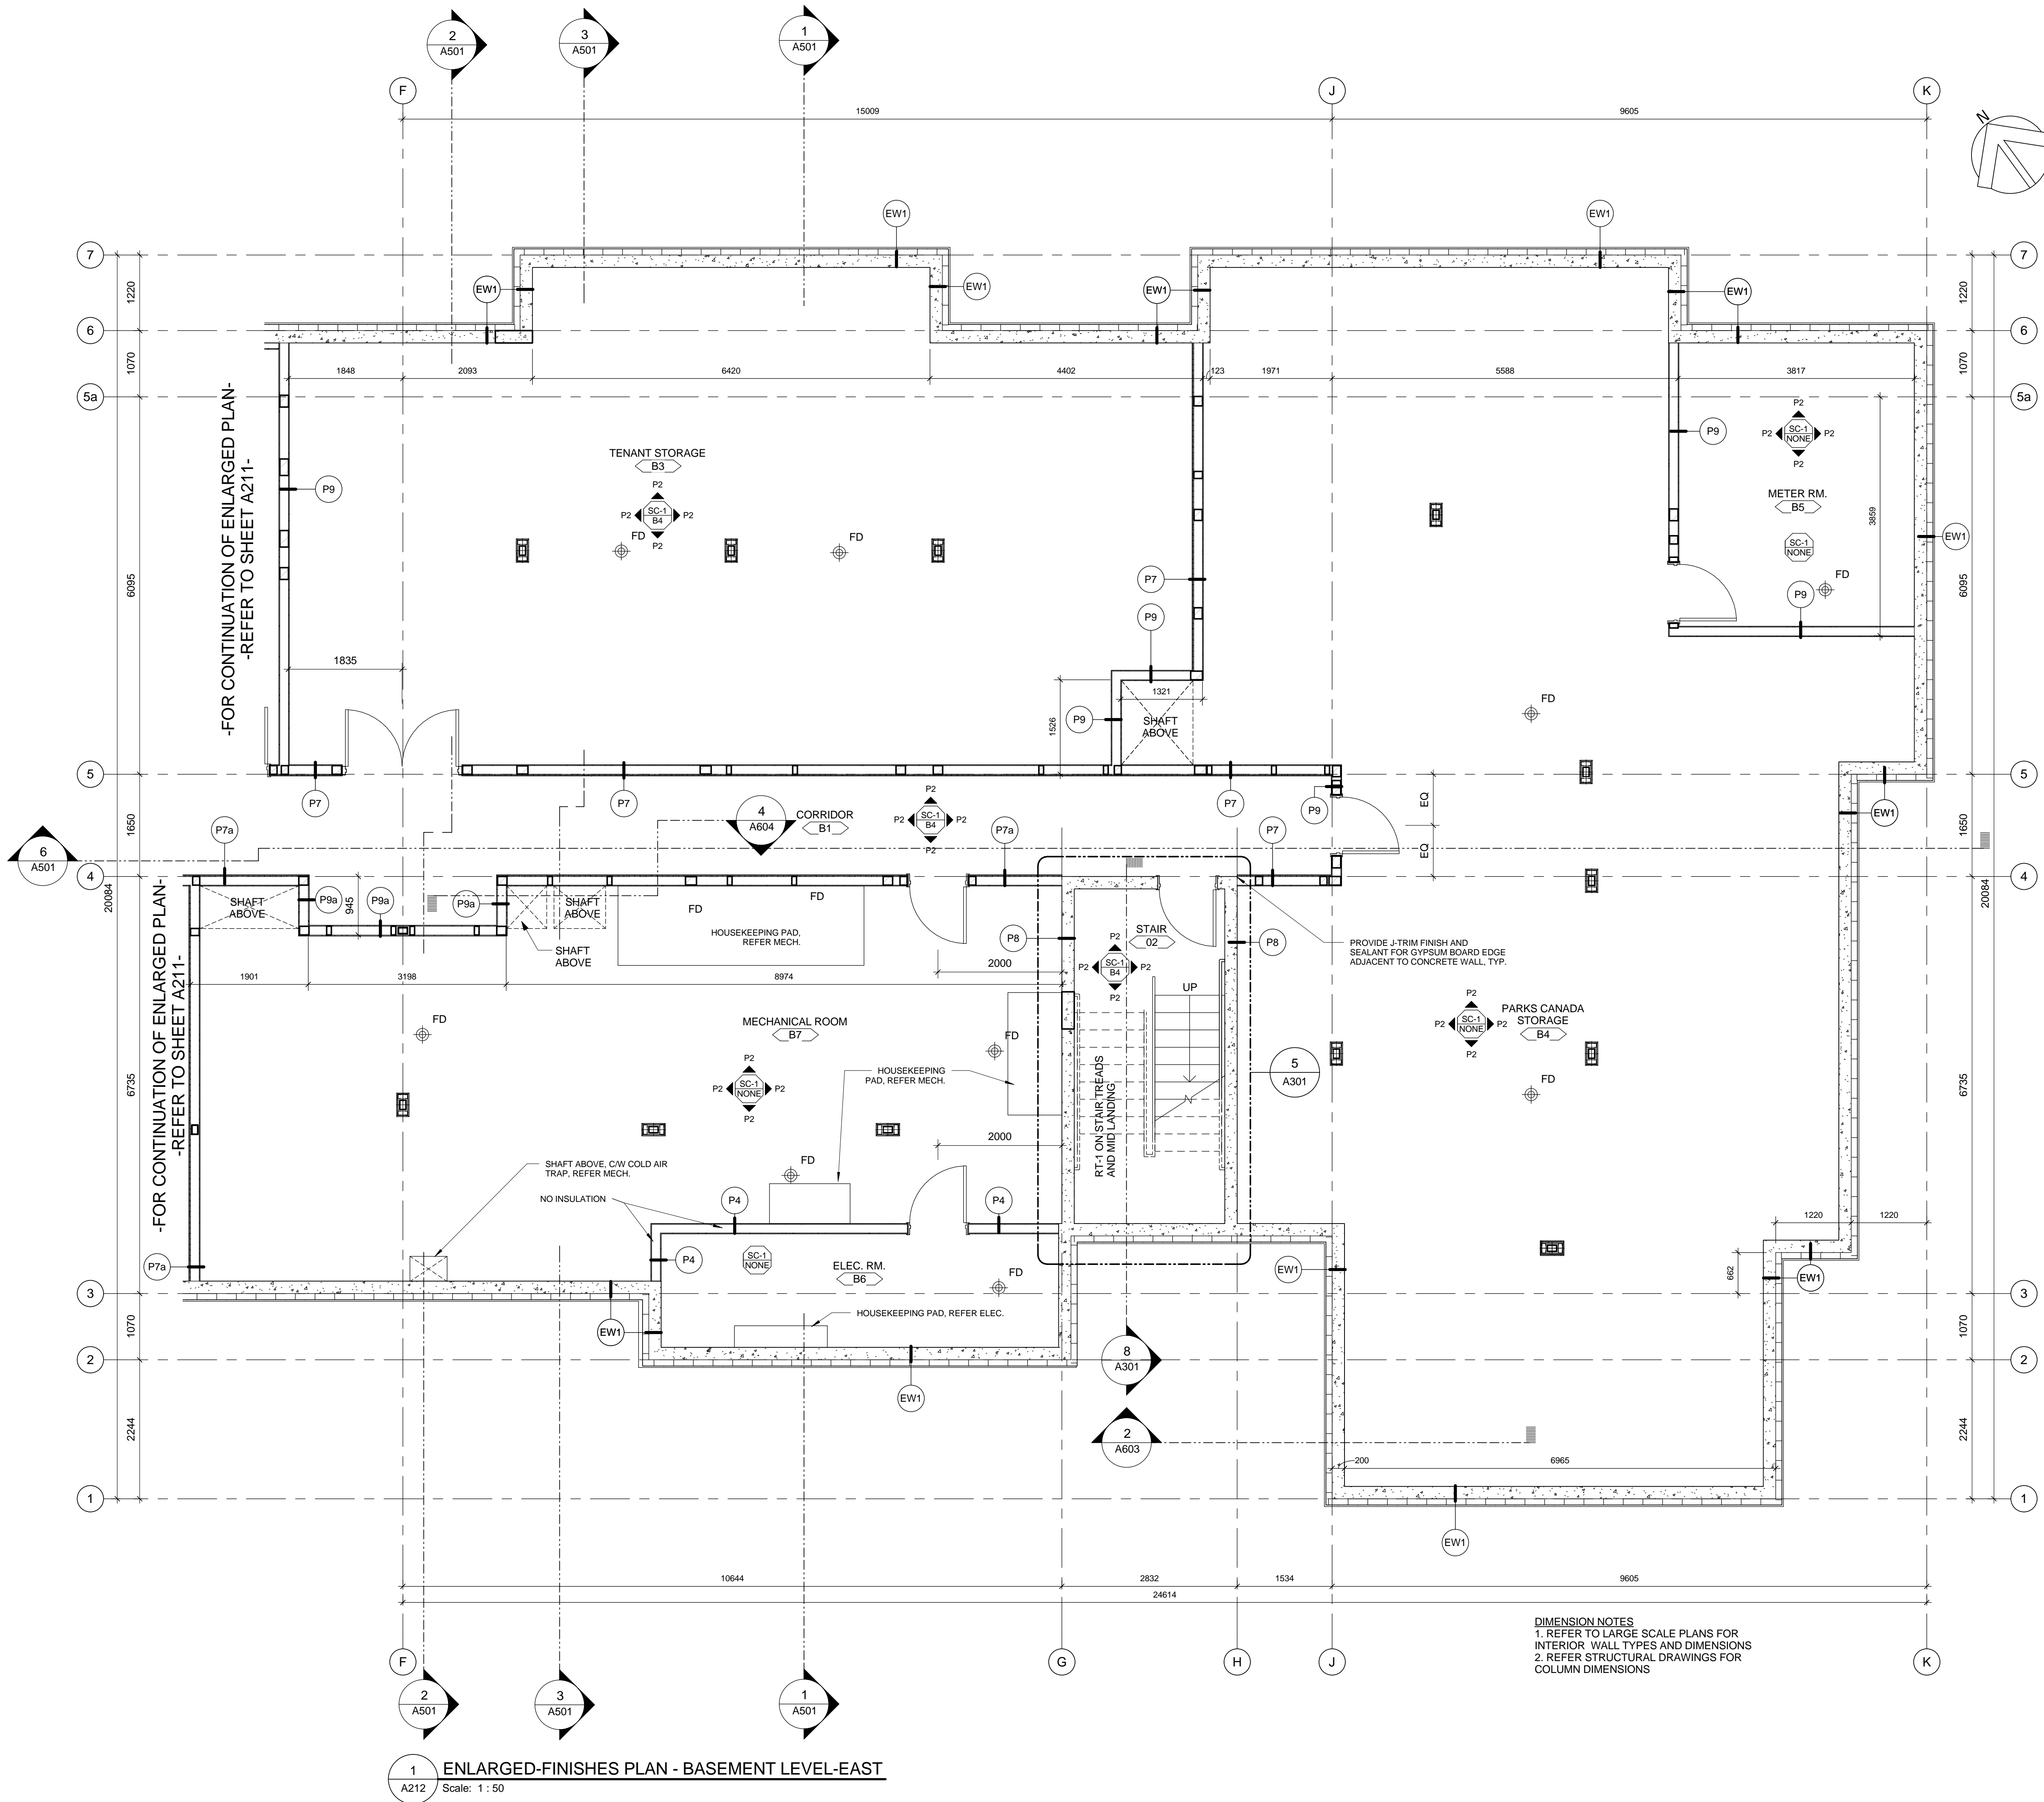 2
A501
3
A501
1
A501
F
J
K
15009
9605
N
EW1
EW1
7
7
1220
1220
EW1
EW1
EW1
EW1
6
6
1070
1070
1848
2093
6420
4402
123
1971
5588
3817
5a
5a
-FOR CONTINUATION OF ENLARGED PLAN-
-REFER TO SHEET A211-
TENANT STORAGE
B3
P2
P2
SC-1
B4
P2
P2
FD
FD
P9
P9
P2
P2
SC-1
NONE
P2
P2
METER RM.
B5
SC-1
NONE
3859
EW1
FD
P9
6095
6095
P7
P9
1835
1321
1526
P9
SHAFT
ABOVE
FD
5
5
P7
P7
P7
P9
EQ
EQ
EW1
4
A604
CORRIDOR
B1
P2
P2
SC-1
B4
P2
P2
1650
1650
P7a
P7a
P7
6
A501
4
4
20084
20084
SHAFT
ABOVE
P9a
945
P9a
P9a
SHAFT
ABOVE
SHAFT
ABOVE
FD
FD
HOUSEKEEPING PAD,
REFER MECH.
P8
STAIR
02
P2
P2
SC-1
B4
P2
P2
P8
PROVIDE J-TRIM FINISH AND
SEALANT FOR GYPSUM BOARD EDGE
ADJACENT TO CONCRETE WALL, TYP.
-FOR CONTINUATION OF ENLARGED PLAN-
-REFER TO SHEET A211-
1901
3198
8974
2000
UP
FD
MECHANICAL ROOM
B7
P2
P2
SC-1
NONE
P2
P2
FD
HOUSEKEEPING
PAD, REFER MECH.
RT-1 ON STAIR TREADS
AND MID LANDING
N
5
A301
P2
P2
SC-1
NONE
P2
P2
PARKS CANADA
STORAGE
B4
FD
6735
6735
2000
SHAFT ABOVE, C/W COLD AIR
TRAP, REFER MECH.
FD
NO INSULATION
P4
P4
P7a
P4
SC-1
NONE
ELEC. RM.
B6
FD
1220
1220
662
EW1
EW1
3
3
HOUSEKEEPING PAD, REFER ELEC.
EW1
1070
1070
2
2
8
A301
EW1
2
A603
2244
2244
200
6965
1
1
EW1
10644
2832
1534
9605
24614
DIMENSION NOTES
1. REFER TO LARGE SCALE PLANS FOR
INTERIOR WALL TYPES AND DIMENSIONS
2. REFER STRUCTURAL DRAWINGS FOR
COLUMN DIMENSIONS
F
G
H
J
K
2
A501
3
A501
1
A501
1
A212
ENLARGED-FINISHES PLAN - BASEMENT LEVEL-EAST
Scale: 1 : 50